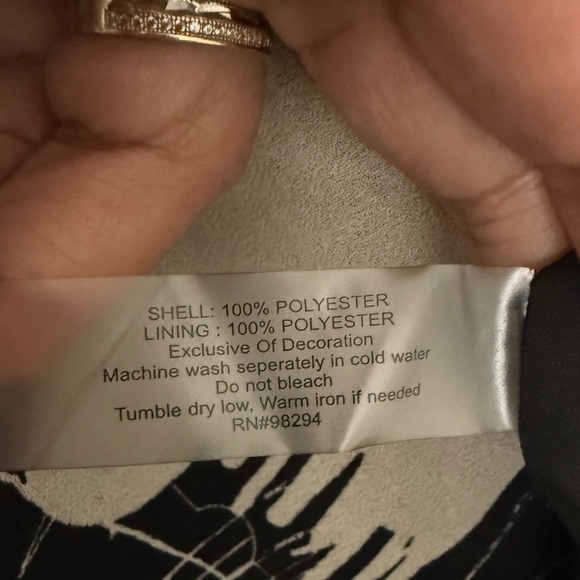 SHELL: 100% POLYESTER
LINING : 100% POLYESTER
Exclusive Of Decoration
Machine wash seperately in cold water
Do not bleach
Tumble dry low, Warm iron if needed
RN#98294